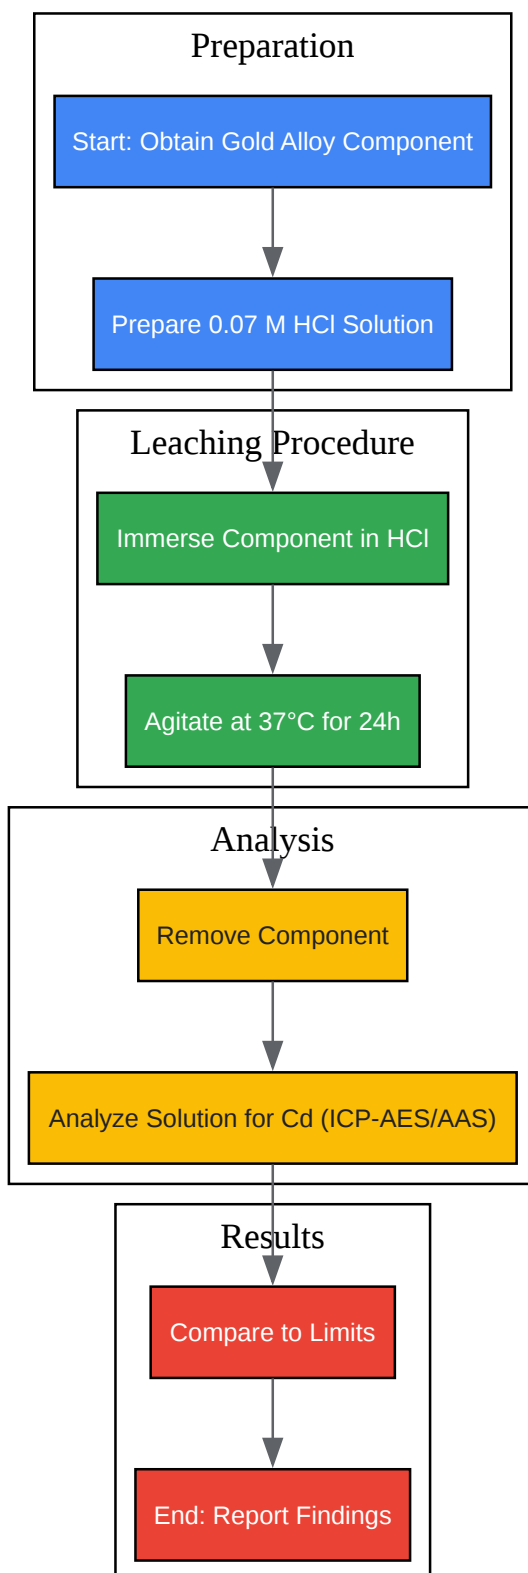 Preparation
Start: Obtain Gold Alloy Component
Prepare 0.07 M HCl Solution
Leaching Procedure
Immerse Component in HCl
Agitate at 37°C for 24h
Analysis
Remove Component
Analyze Solution for Cd (ICP-AES/AAS)
Results
Compare to Limits
End: Report Findings